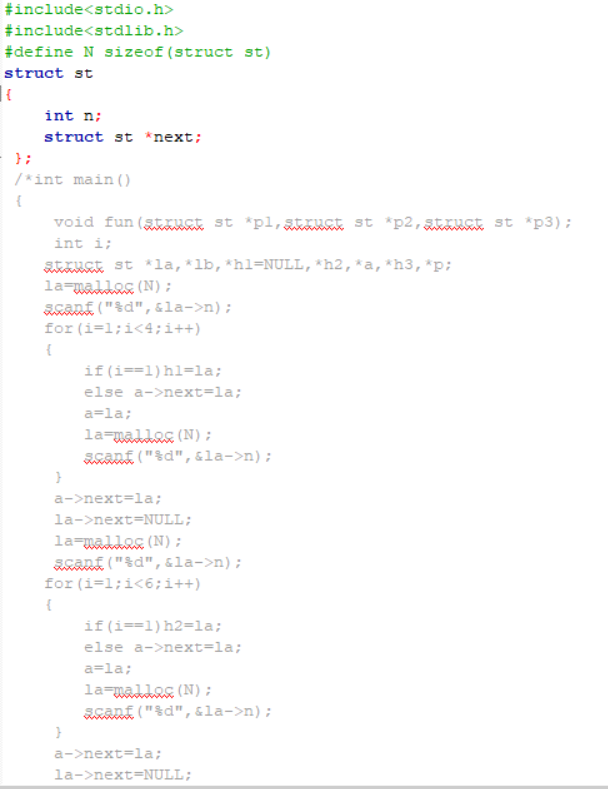 #include<stdio.h>
#include<stdlib.h>
#define N sizeof(struct st)
struct st
{
int n;
struct st *next;
};
/*int main()
{
void fun(struct st *p1,struct st *p2,struct st *p3);
int i;
struct st *la,*lb,*h1=NULL,*h2,*a,*h3,*p;
la=malloc(N);
scanf("%d",&la->n);
for(i=1;i<4;i++)
{
if(i==1)h1=la;
else a->next=la;
a=la;
la=malloc(N);
scanf("%d",&la->n);
}
a->next=la;
la->next=NULL;
la=malloc(N);
scanf("%d",&la->n);
for(i=1;i<6;i++)
{
if(i==1)h2=la;
else a->next=la;
a=la;
la=malloc(N);
scanf("%d",&la->n);
}
a->next=la;
la->next=NULL;